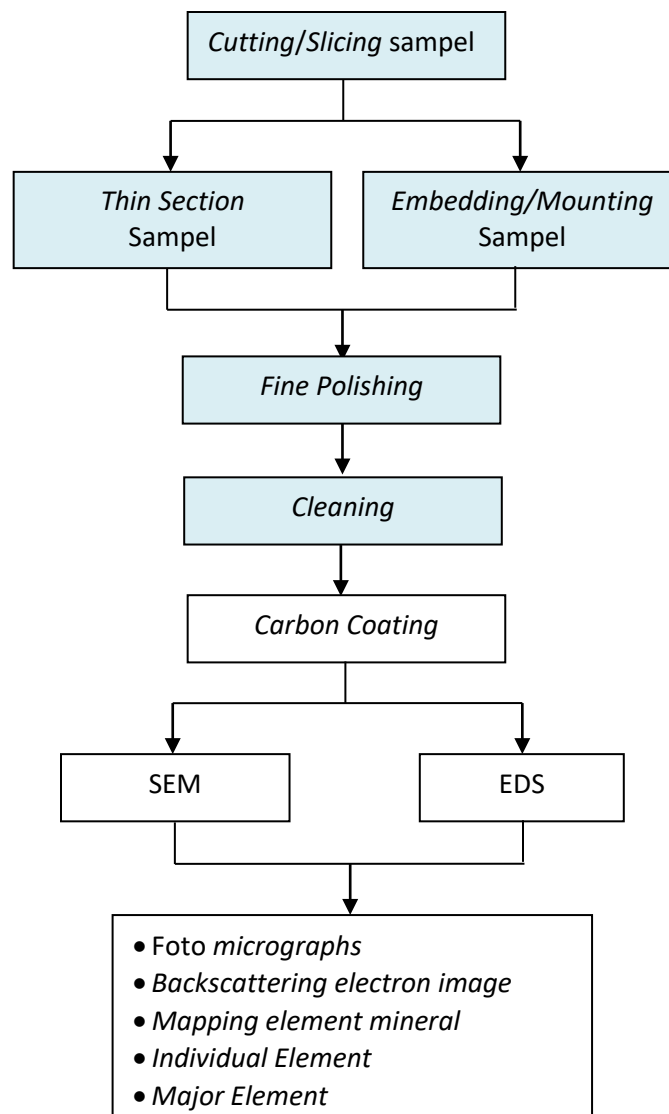 Cutting/Slicing sampel
Thin Section
Sampel
Embedding/Mounting
Sampel
Fine Polishing
Cleaning
Carbon Coating
SEM
EDS
• Foto micrographs
• Backscattering electron image
• Mapping element mineral
• Individual Element
• Major Element